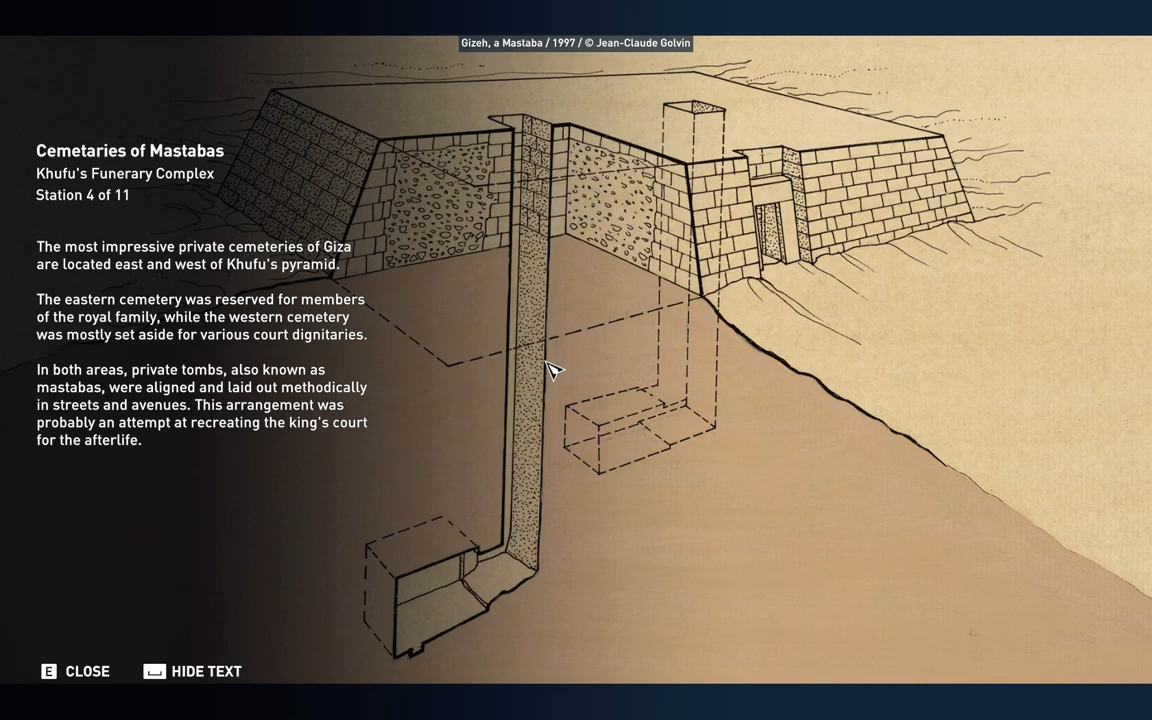 Gizeh, a Mastaba / 1997 / © Jean-Claude Golvin
Cemetaries of Mastabas
Khufu's Funerary Complex
Station 4 of 11
The most impressive private cemeteries of Giza
are located east and west of Khufu's pyramid.
The eastern cemetery was reserved for members
of the royal family, while the western cemetery
was mostly set aside for various court dignitaries.
In both areas, private tombs, also known as
mastabas, were aligned and laid out methodically
in streets and avenues. This arrangement was
probably an attempt at recreating the king's court
for the afterlife.
E CLOSE HIDE TEXT